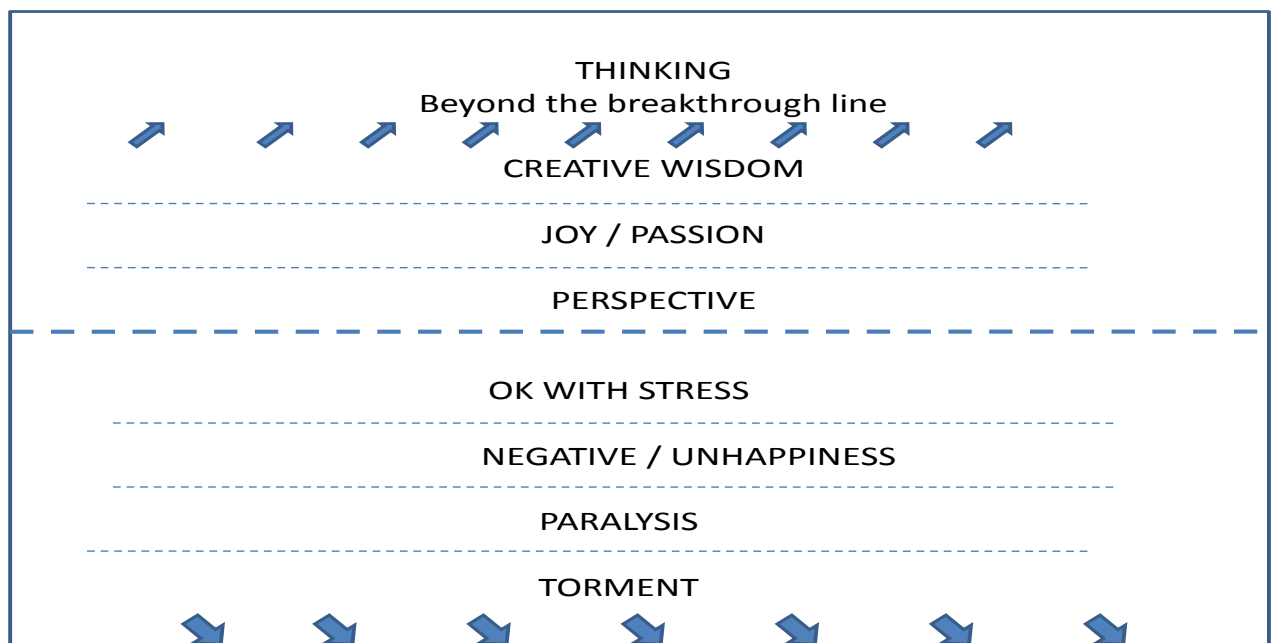 THINKING
Beyond the breakthrough line
CREATIVE WISDOM
JOY / PASSION
PERSPECTIVE
OK WITH STRESS
NEGATIVE / UNHAPPINESS
PARALYSIS
TORMENT